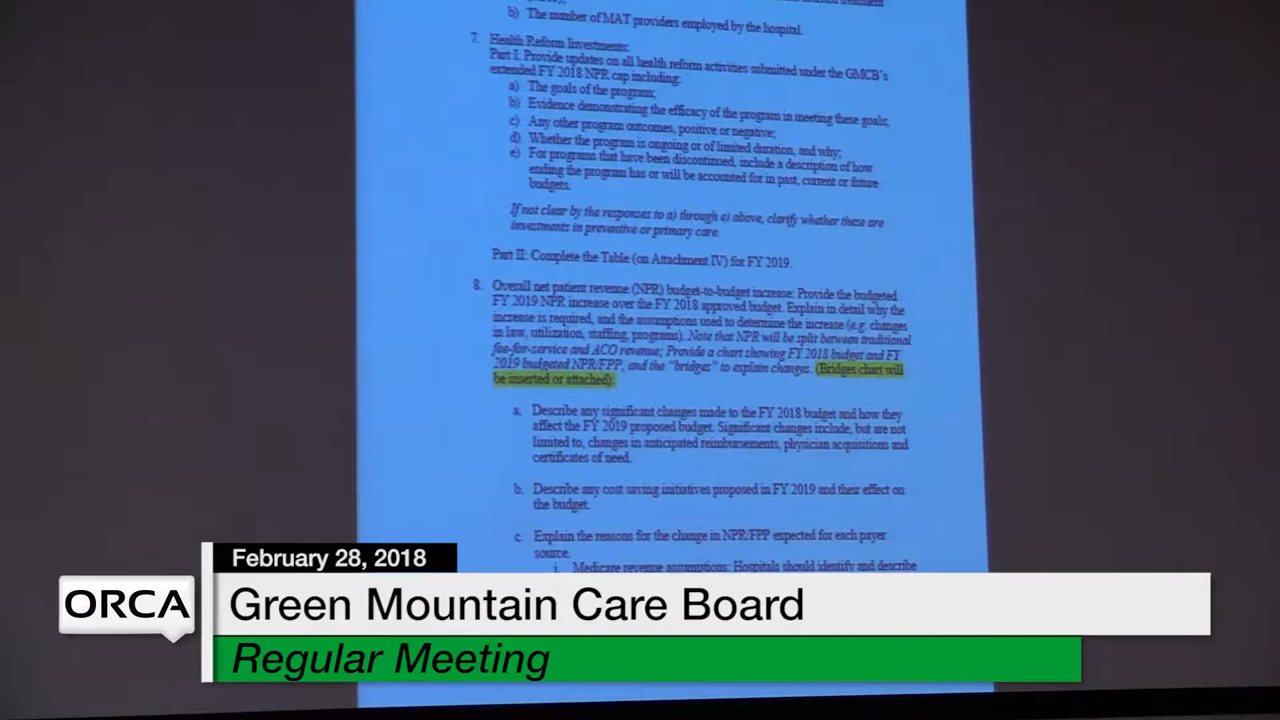 treatment
b) The number of MAT providers employed by the hospital.
7. Health Reform Investments:
Part I: Provide updates on all health reform activities submitted under the GMCB's
extended FY 2018 NPR cap including:
a) The goals of the program;
b) Evidence demonstrating the efficacy of the program in meeting these goals;
c) Any other program outcomes, positive or negative;
d) Whether the program is ongoing or of limited duration, and why;
e) For programs that have been discontinued, include a description of how
ending the program has or will be accounted for in past, current or future
budgets.
If not clear by the responses to a) through e) above, clarify whether these are
investments in preventive or primary care.
Part II: Complete the Table (on Attachment IV) for FY 2019.
8. Overall net patient revenue (NPR) budget-to-budget increase: Provide the budgeted
FY 2019 NPR increase over the FY 2018 approved budget. Explain in detail why the
increase is required, and the assumptions used to determine the increase (e.g. changes
in law, utilization, staffing, programs). Note that NPR will be split between traditional
fee-for-service and ACO revenue; Provide a chart showing FY 2018 budget and FY
2019 budgeted NPR/FPP, and the "bridges" to explain changes. (Bridges chart will
be inserted or attached).
a. Describe any significant changes made to the FY 2018 budget and how they
affect the FY 2019 proposed budget. Significant changes include, but are not
limited to, changes in anticipated reimbursements, physician acquisitions and
certificates of need.
b. Describe any cost saving initiatives proposed in FY 2019 and their effect on
the budget.
c. Explain the reasons for the change in NPR/FPP expected for each payer
source.
i. Medicare revenue assumptions: Hospitals should identify and describe
February 28, 2018
ORCA
Green Mountain Care Board
Regular Meeting